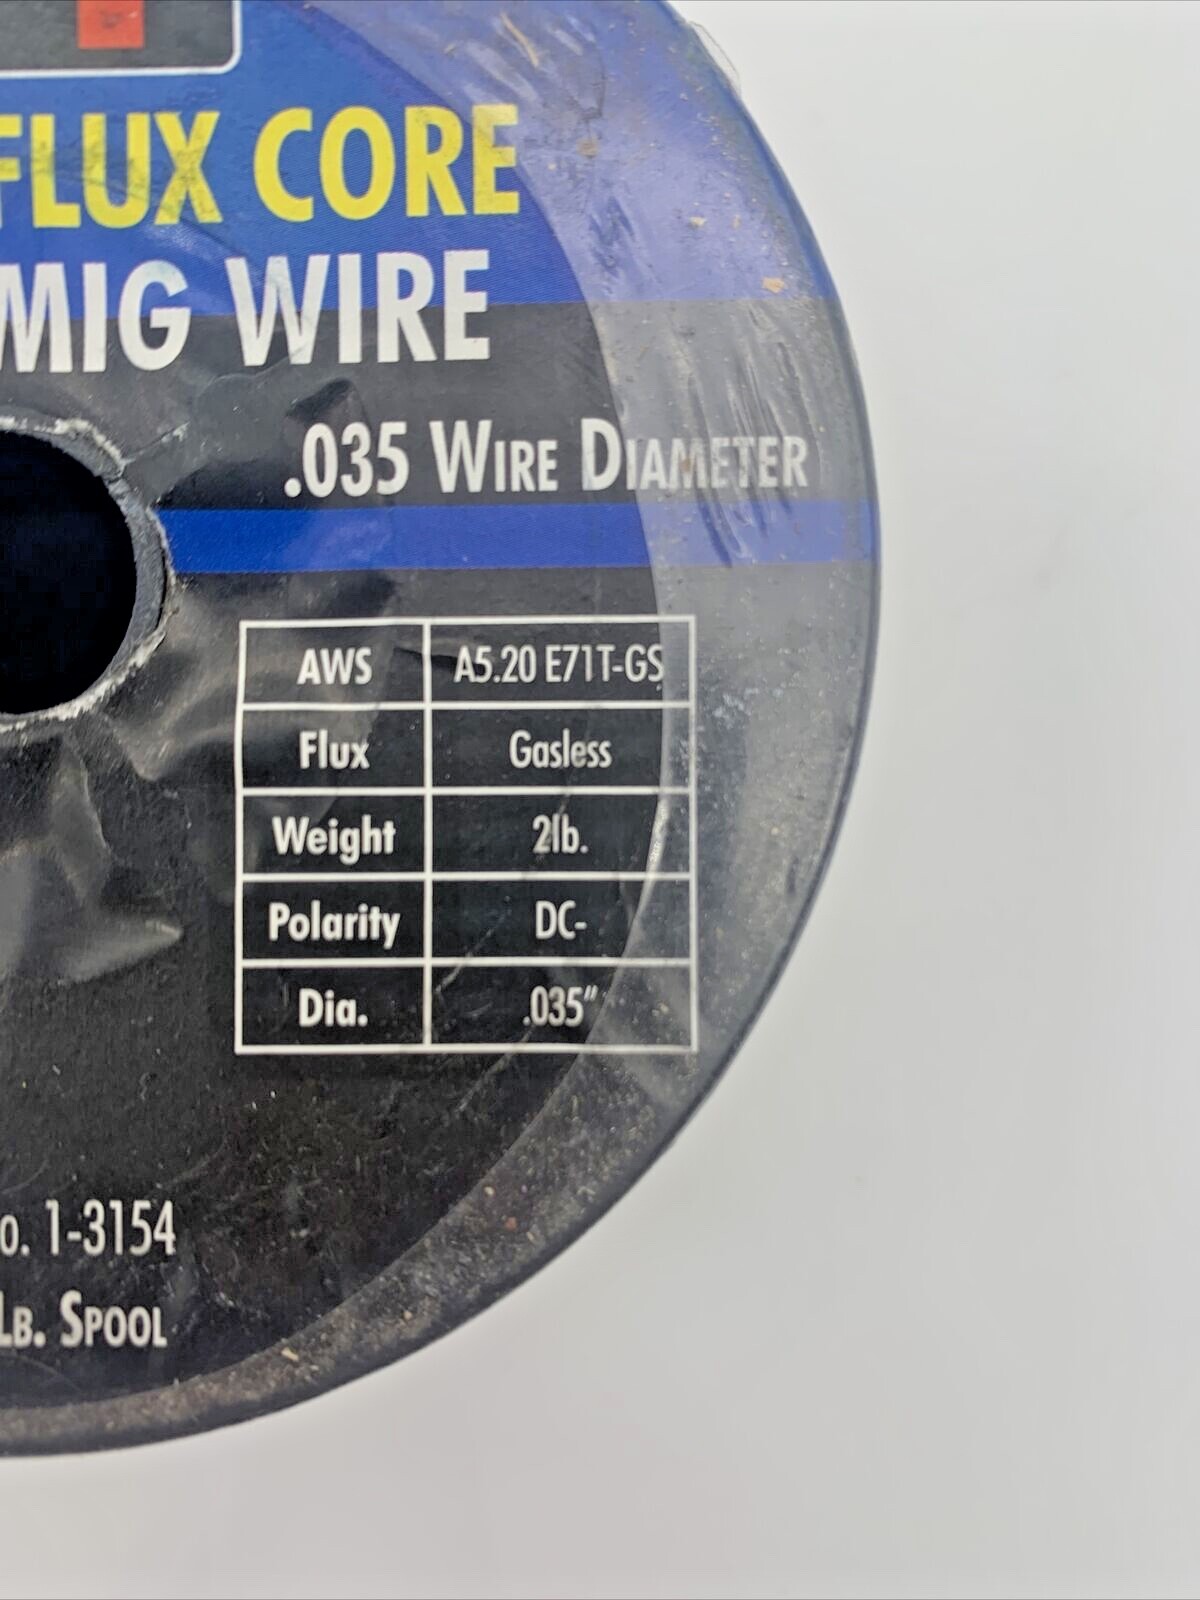 FLUX CORE
MIG WIRE
.035 WIRE DIAMETER
AWS A5.20 E71T-GS
Flux Gasless
Weight 2lb.
Polarity DC-
Dia. .035"
o. 1-3154
LB. SPOOL